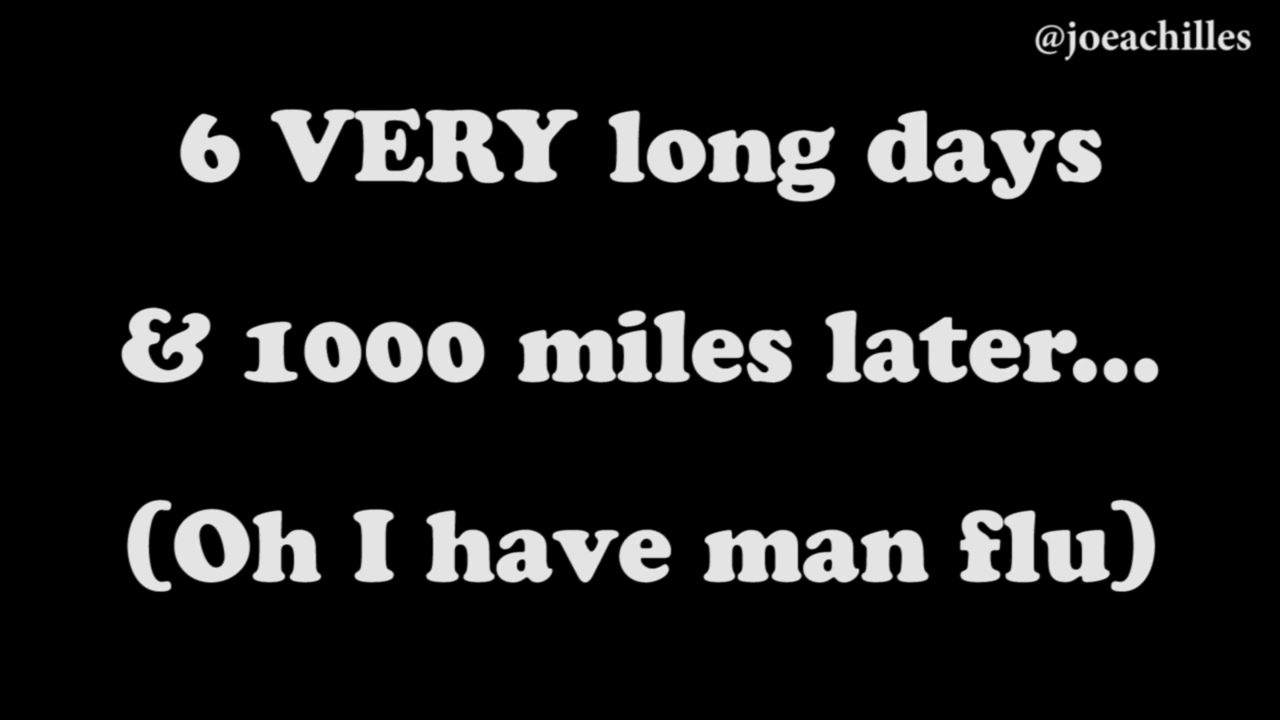 @joeachilles
6 VERY long days
& 1000 miles later...
(Oh I have man flu)